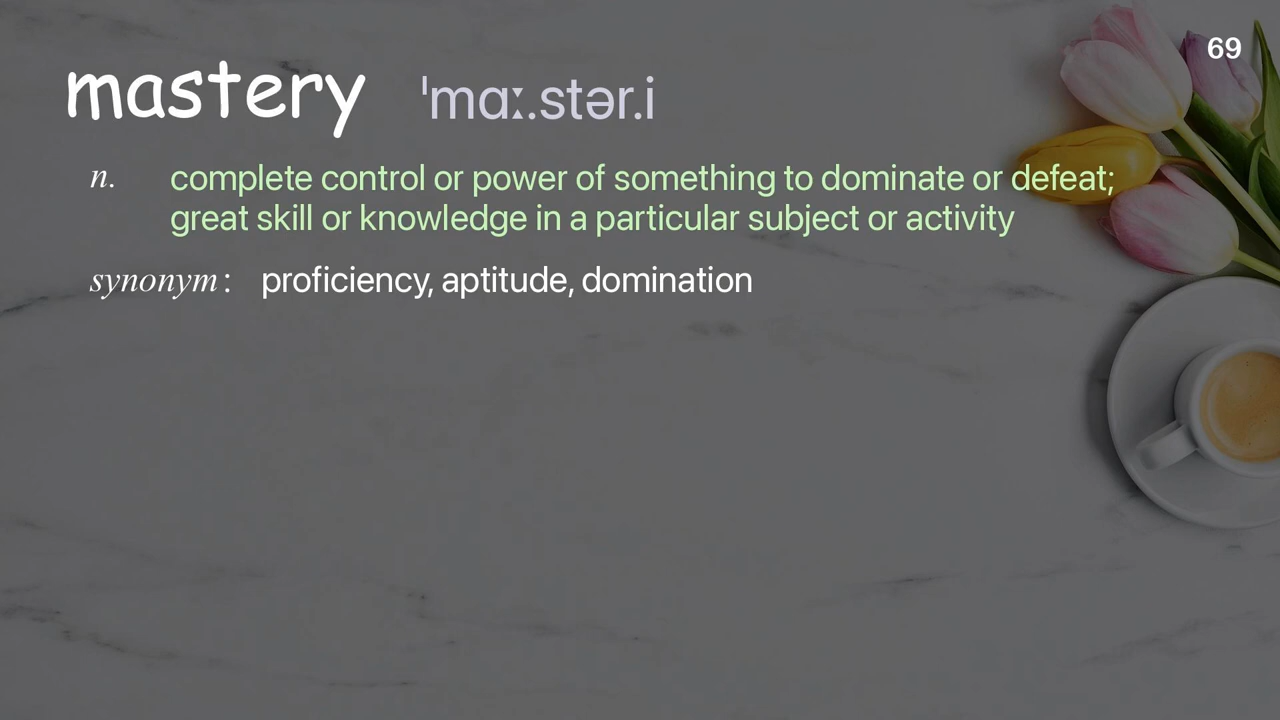 69
mastery ˈmɑː.stər.i
n. complete control or power of something to dominate or defeat;
great skill or knowledge in a particular subject or activity
synonym: proficiency, aptitude, domination